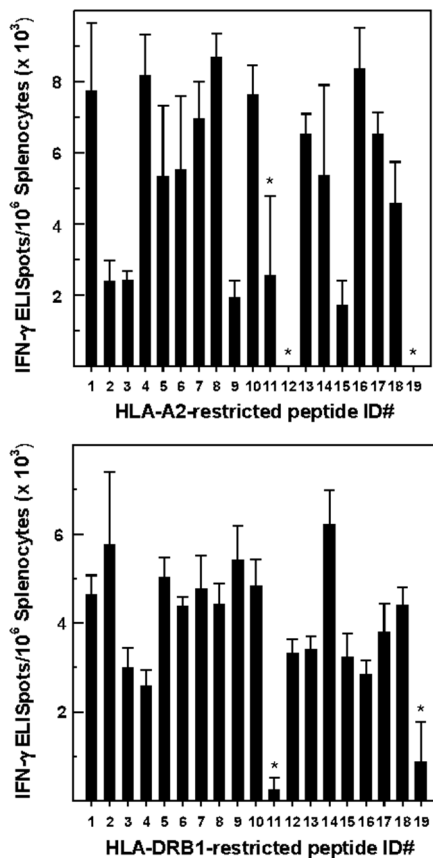 IFN-γ ELISpots/10⁶ Splenocytes (x 10³)
8
6
4
2
*
*
*
1 2 3 4 5 6 7 8 9 10 11 12 13 14 15 16 17 18 19
HLA-A2-restricted peptide ID#
IFN-γ ELISpots/10⁶ Splenocytes (x 10³)
6
4
2
*
*
1 2 3 4 5 6 7 8 9 10 11 12 13 14 15 16 17 18 19
HLA-DRB1-restricted peptide ID#